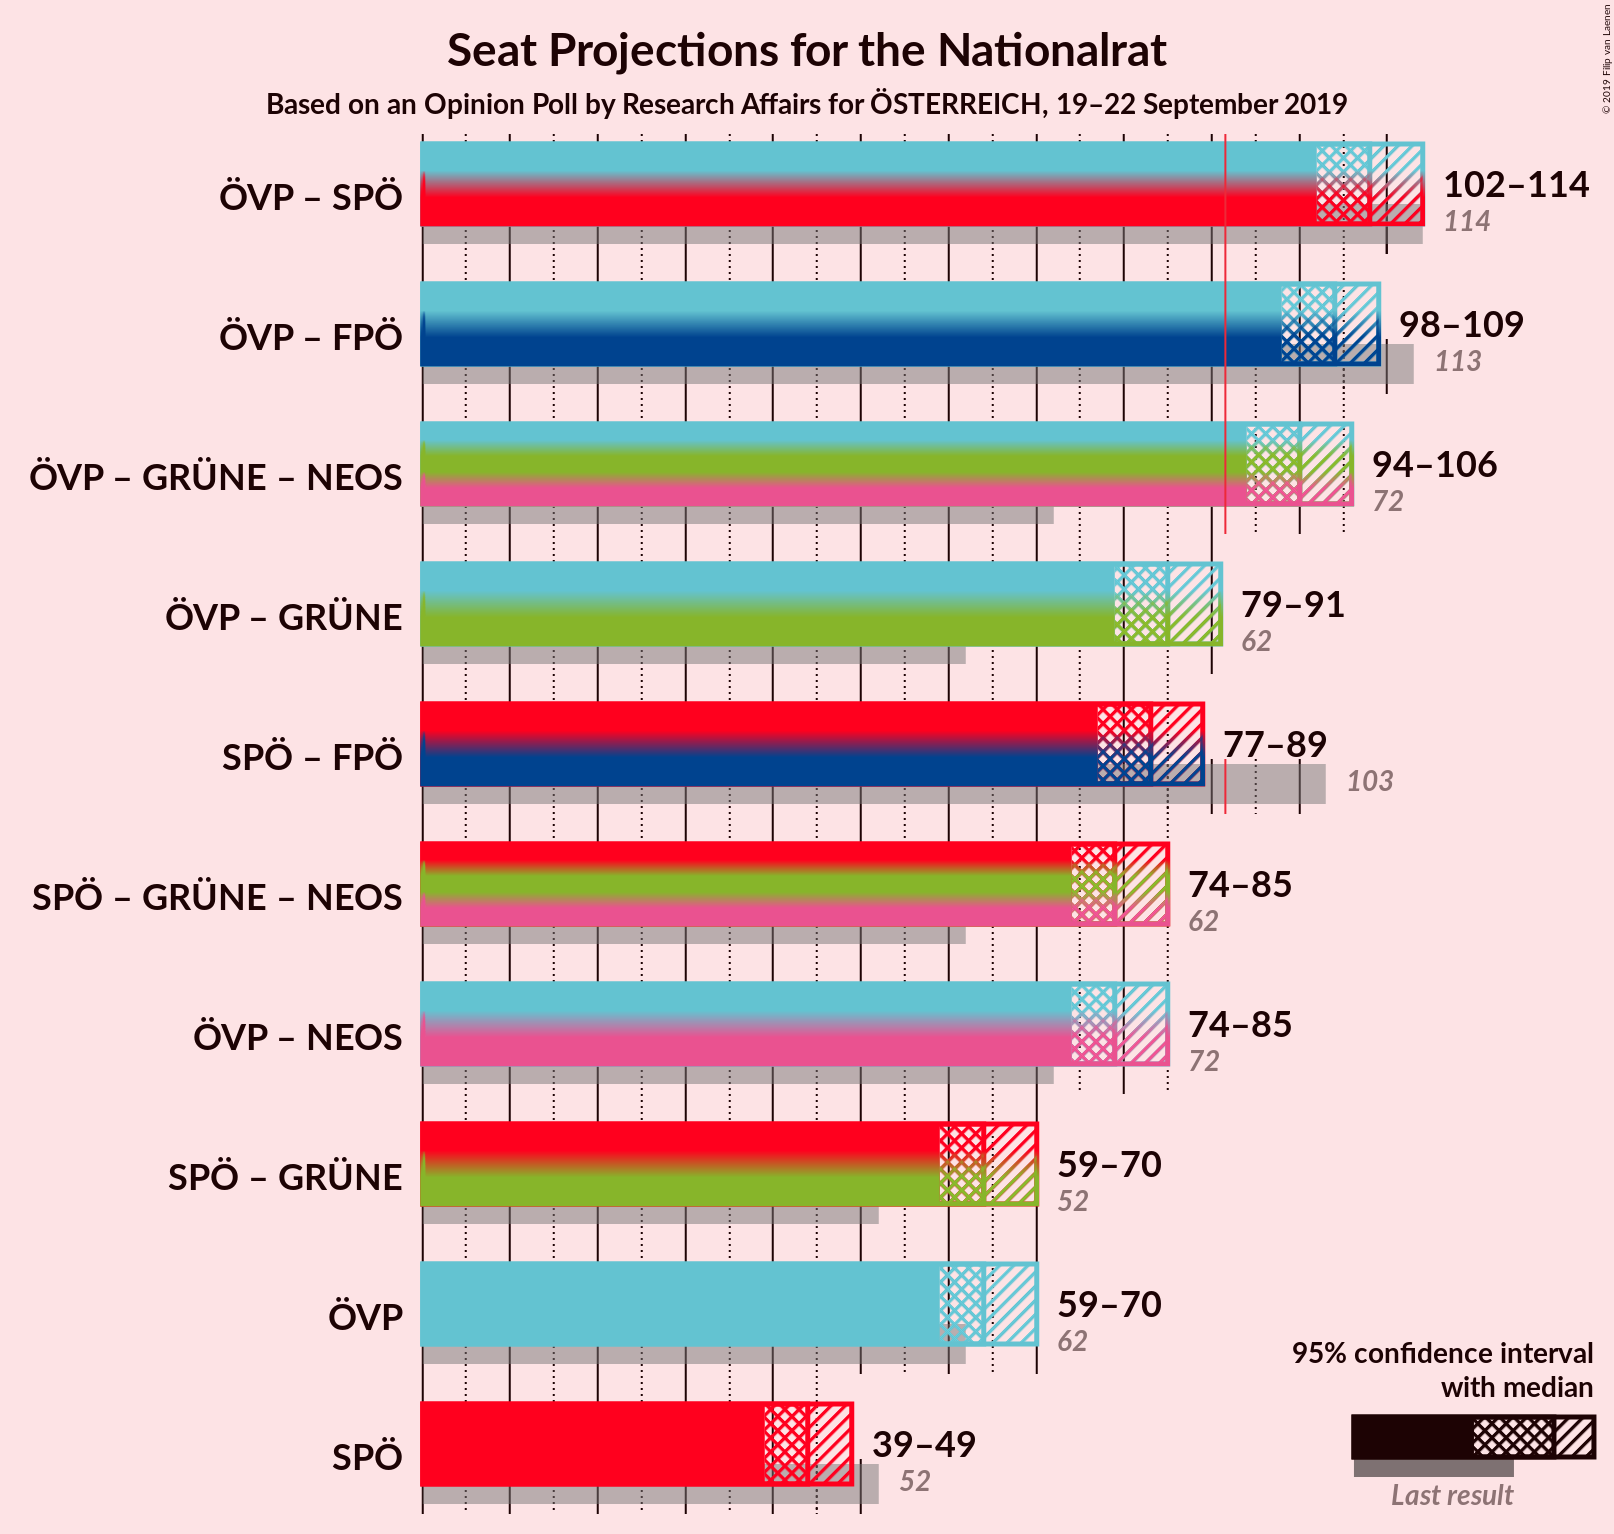 Seat Projections for the Nationalrat
Based on an Opinion Poll by Research Affairs for ÖSTERREICH, 19–22 September 2019
© 2019 Filip van Laenen
ÖVP – SPÖ
102–114
114
ÖVP – FPÖ
98–109
113
ÖVP – GRÜNE – NEOS
94–106
72
ÖVP – GRÜNE
79–91
62
SPÖ – FPÖ
77–89
103
SPÖ – GRÜNE – NEOS
74–85
62
ÖVP – NEOS
74–85
72
SPÖ – GRÜNE
59–70
52
ÖVP
59–70
62
SPÖ
39–49
52
95% confidence interval
with median
Last result